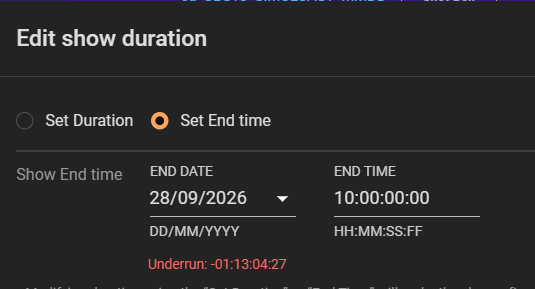 Edit show duration
Set Duration
Set End time
Show End time
END DATE
END TIME
28/09/2026
10:00:00:00
DD/MM/YYYY
HH:MM:SS:FF
Underrun: -01:13:04:27